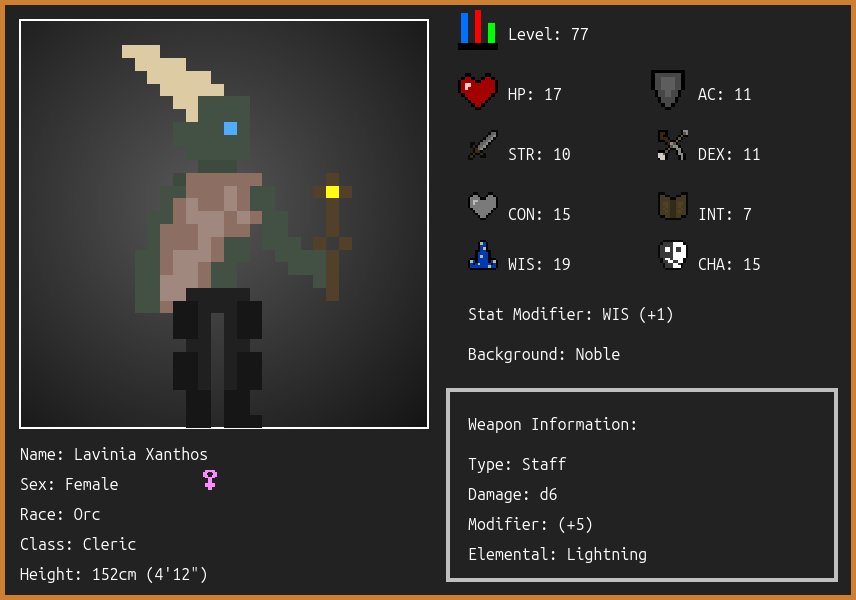 Level: 77
HP: 17
AC: 11
STR: 10
DEX: 11
CON: 15
INT: 7
WIS: 19
CHA: 15
Stat Modifier: WIS (+1)
Background: Noble
Weapon Information:
Type: Staff
Damage: d6
Modifier: (+5)
Elemental: Lightning
Name: Lavinia Xanthos
Sex: Female
Race: Orc
Class: Cleric
Height: 152cm (4'12")